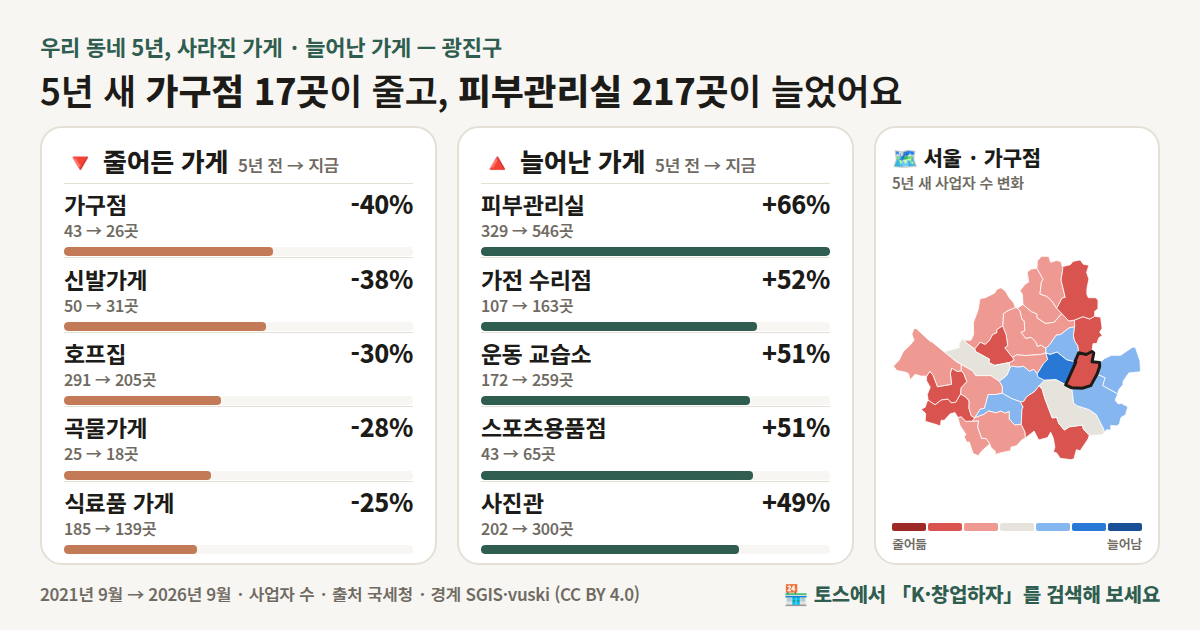 우리 동네 5년, 사라진 가게 · 늘어난 가게 — 광진구
5년 새 가구점 17곳이 줄고, 피부관리실 217곳이 늘었어요
줄어든 가게 5년 전 → 지금
가구점 -40%
43 → 26곳
신발가게 -38%
50 → 31곳
호프집 -30%
291 → 205곳
곡물가게 -28%
25 → 18곳
식료품 가게 -25%
185 → 139곳
늘어난 가게 5년 전 → 지금
피부관리실 +66%
329 → 546곳
가전 수리점 +52%
107 → 163곳
운동 교습소 +51%
172 → 259곳
스포츠용품점 +51%
43 → 65곳
사진관 +49%
202 → 300곳
서울 · 가구점
5년 새 사업자 수 변화
줄어듦 늘어남
2021년 9월 → 2026년 9월 · 사업자 수 · 출처 국세청 · 경계 SGIS·vuski (CC BY 4.0)
토스에서 「K·창업하자」를 검색해 보세요